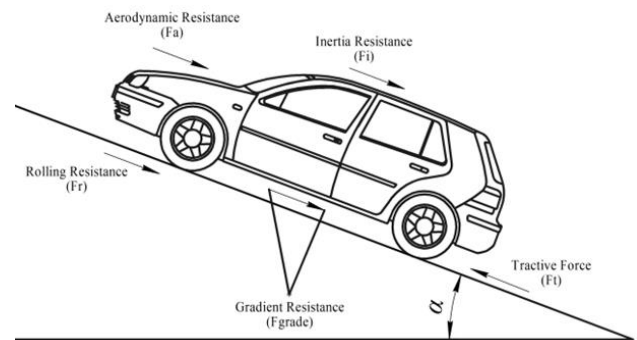 Aerodynamic Resistance
(Fa)
Inertia Resistance
(Fi)
Rolling Resistance
(Fr)
Gradient Resistance
(Fgrade)
Tractive Force
(Ft)
α